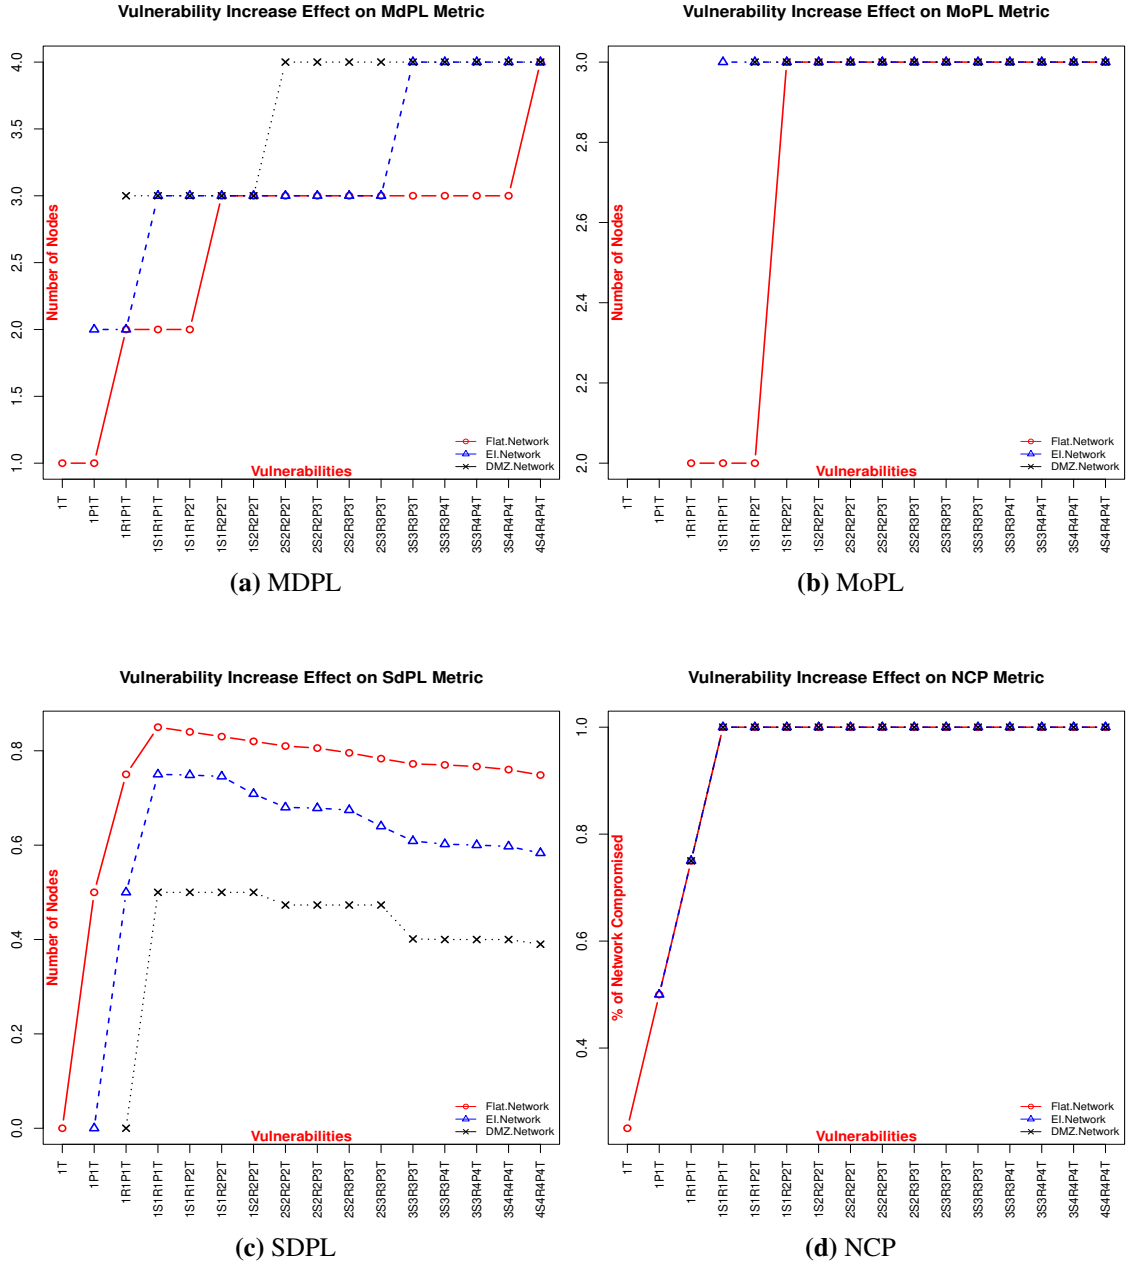 Vulnerability Increase Effect on MdPL Metric
4.0
3.5
3.0
2.5
2.0
1.5
1.0
Number of Nodes
Flat.Network
EI.Network
DMZ.Network
Vulnerabilities
1T
1P1T
1R1P1T
1S1R1P1T
1S1R1P2T
1S1R2P2T
1S2R2P2T
2S2R2P2T
2S2R2P3T
2S2R3P3T
2S3R3P3T
3S3R3P3T
3S3R3P4T
3S3R4P4T
3S4R4P4T
4S4R4P4T
(a) MDPL
Vulnerability Increase Effect on MoPL Metric
3.0
2.8
2.6
2.4
2.2
2.0
Number of Nodes
Flat.Network
EI.Network
DMZ.Network
Vulnerabilities
1T
1P1T
1R1P1T
1S1R1P1T
1S1R1P2T
1S1R2P2T
1S2R2P2T
2S2R2P2T
2S2R2P3T
2S2R3P3T
2S3R3P3T
3S3R3P3T
3S3R3P4T
3S3R4P4T
3S4R4P4T
4S4R4P4T
(b) MoPL
Vulnerability Increase Effect on SdPL Metric
0.8
0.6
0.4
0.2
0.0
Number of Nodes
Flat.Network
EI.Network
DMZ.Network
Vulnerabilities
1T
1P1T
1R1P1T
1S1R1P1T
1S1R1P2T
1S1R2P2T
1S2R2P2T
2S2R2P2T
2S2R2P3T
2S2R3P3T
2S3R3P3T
3S3R3P3T
3S3R3P4T
3S3R4P4T
3S4R4P4T
4S4R4P4T
(c) SDPL
Vulnerability Increase Effect on NCP Metric
1.0
0.8
0.6
0.4
% of Network Compromised
Flat.Network
EI.Network
DMZ.Network
Vulnerabilities
1T
1P1T
1R1P1T
1S1R1P1T
1S1R1P2T
1S1R2P2T
1S2R2P2T
2S2R2P2T
2S2R2P3T
2S2R3P3T
2S3R3P3T
3S3R3P3T
3S3R3P4T
3S3R4P4T
3S4R4P4T
4S4R4P4T
(d) NCP